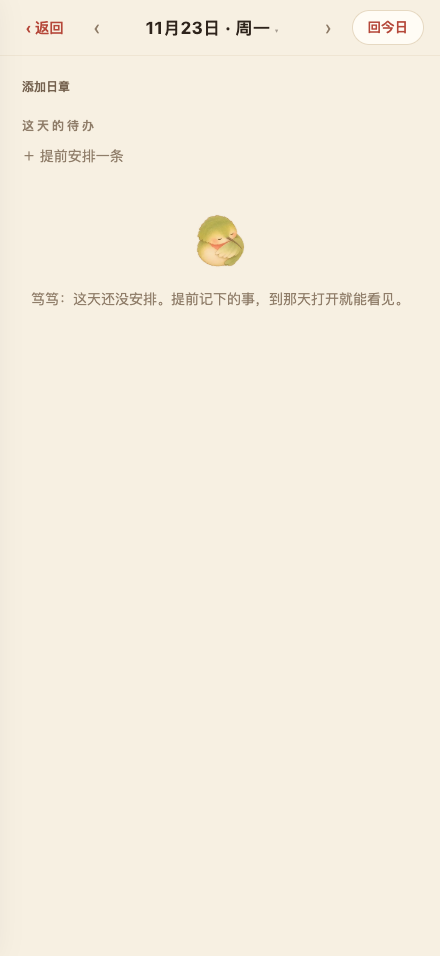 ‹ 返回 ‹ 11月23日 · 周一 › 回今日
添加日章
这天的待办
＋ 提前安排一条
笃笃：这天还没安排。提前记下的事，到那天打开就能看见。